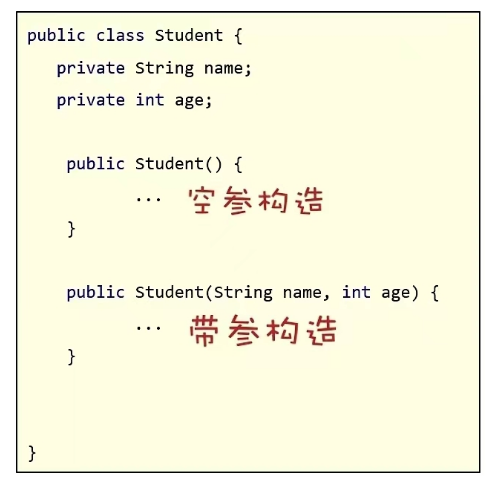 public class Student {
private String name;
private int age;
public Student() {
... 空参构造
}
public Student(String name, int age) {
... 带参构造
}
}